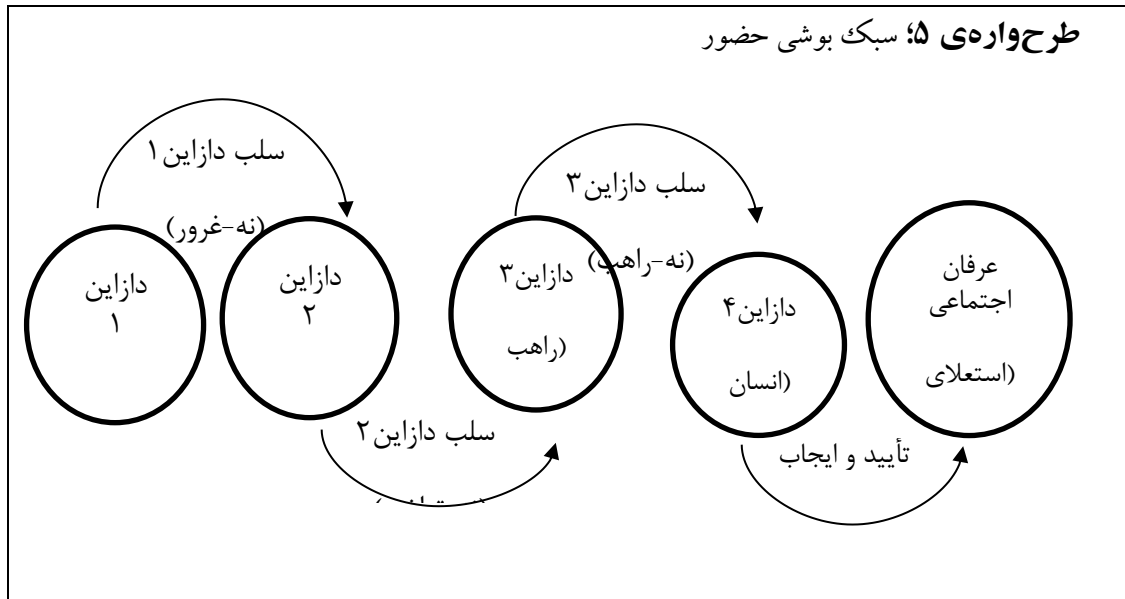 طرح‌واره‌ی ۵؛ سبک بوشی حضور
سلب دازاین۱
(نه-غرور)
سلب دازاین۳
(نه-راهب)
دازاین
۱
دازاین
۲
دازاین۳
(راهب
دازاین۴
(انسان
عرفان
اجتماعی
(استعلای
سلب دازاین۲
تأیید و ایجاب